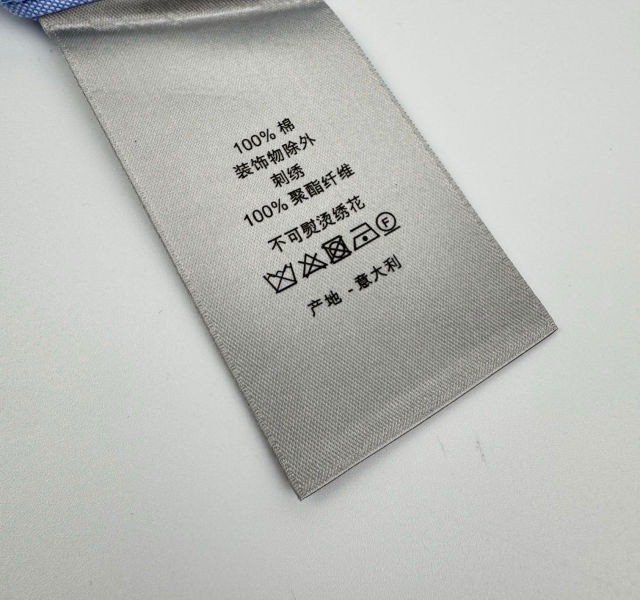 100% 棉
装饰物除外
刺绣
100% 聚酯纤维
不可熨烫绣花
F
产地 - 意大利